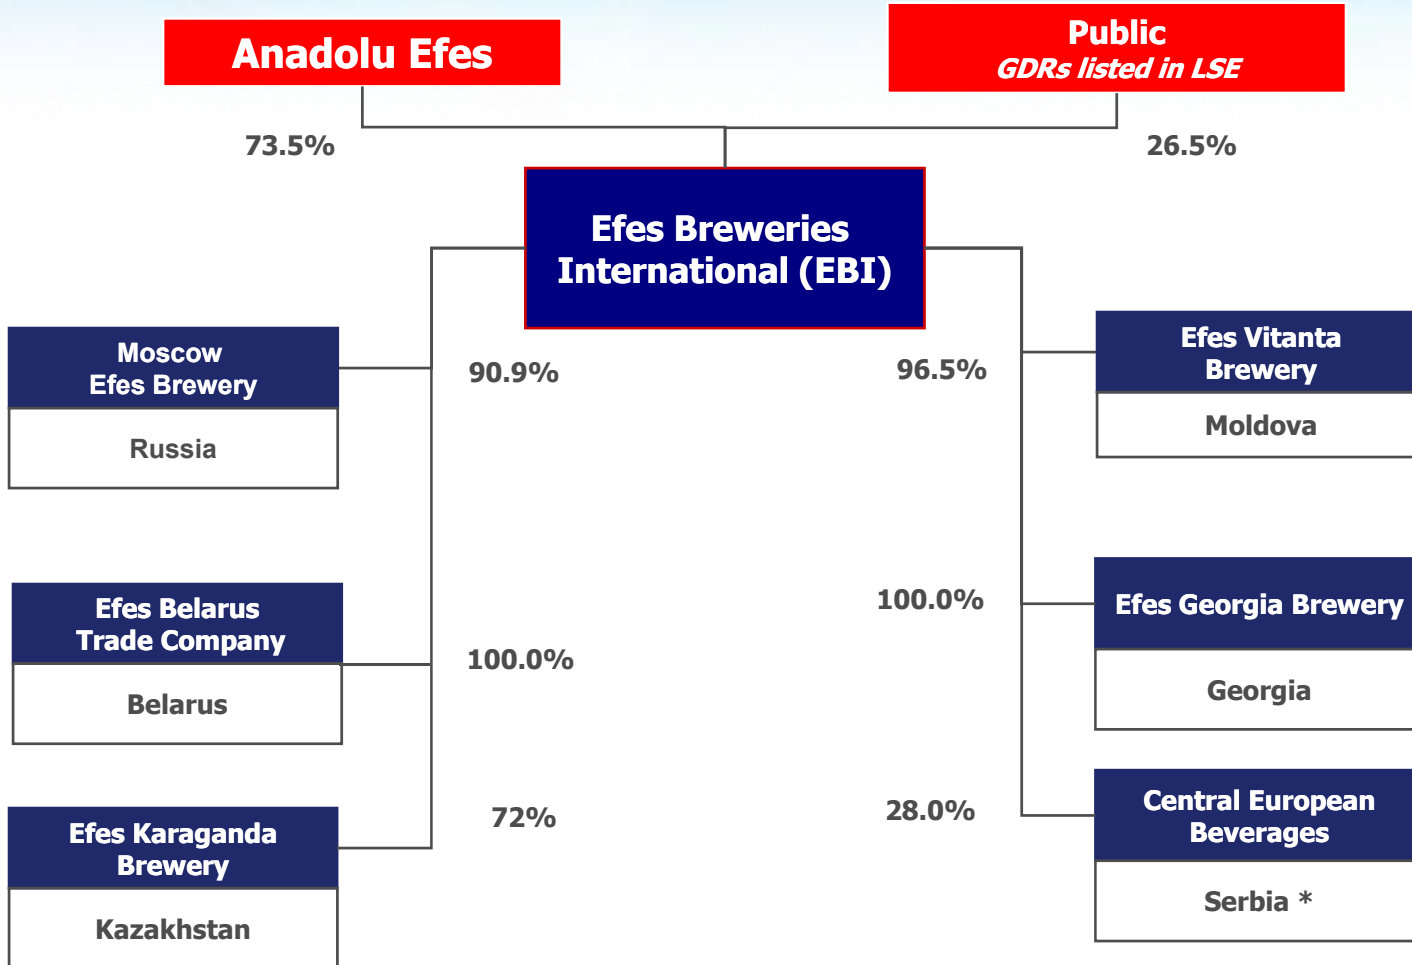 Anadolu Efes
Public
GDRs listed in LSE
73.5%
26.5%
Efes Breweries
International (EBI)
Moscow
Efes Brewery
Russia
90.9%
96.5%
Efes Vitanta
Brewery
Moldova
Efes Belarus
Trade Company
Belarus
100.0%
100.0%
Efes Georgia Brewery
Georgia
Efes Karaganda
Brewery
Kazakhstan
72%
28.0%
Central European
Beverages
Serbia *